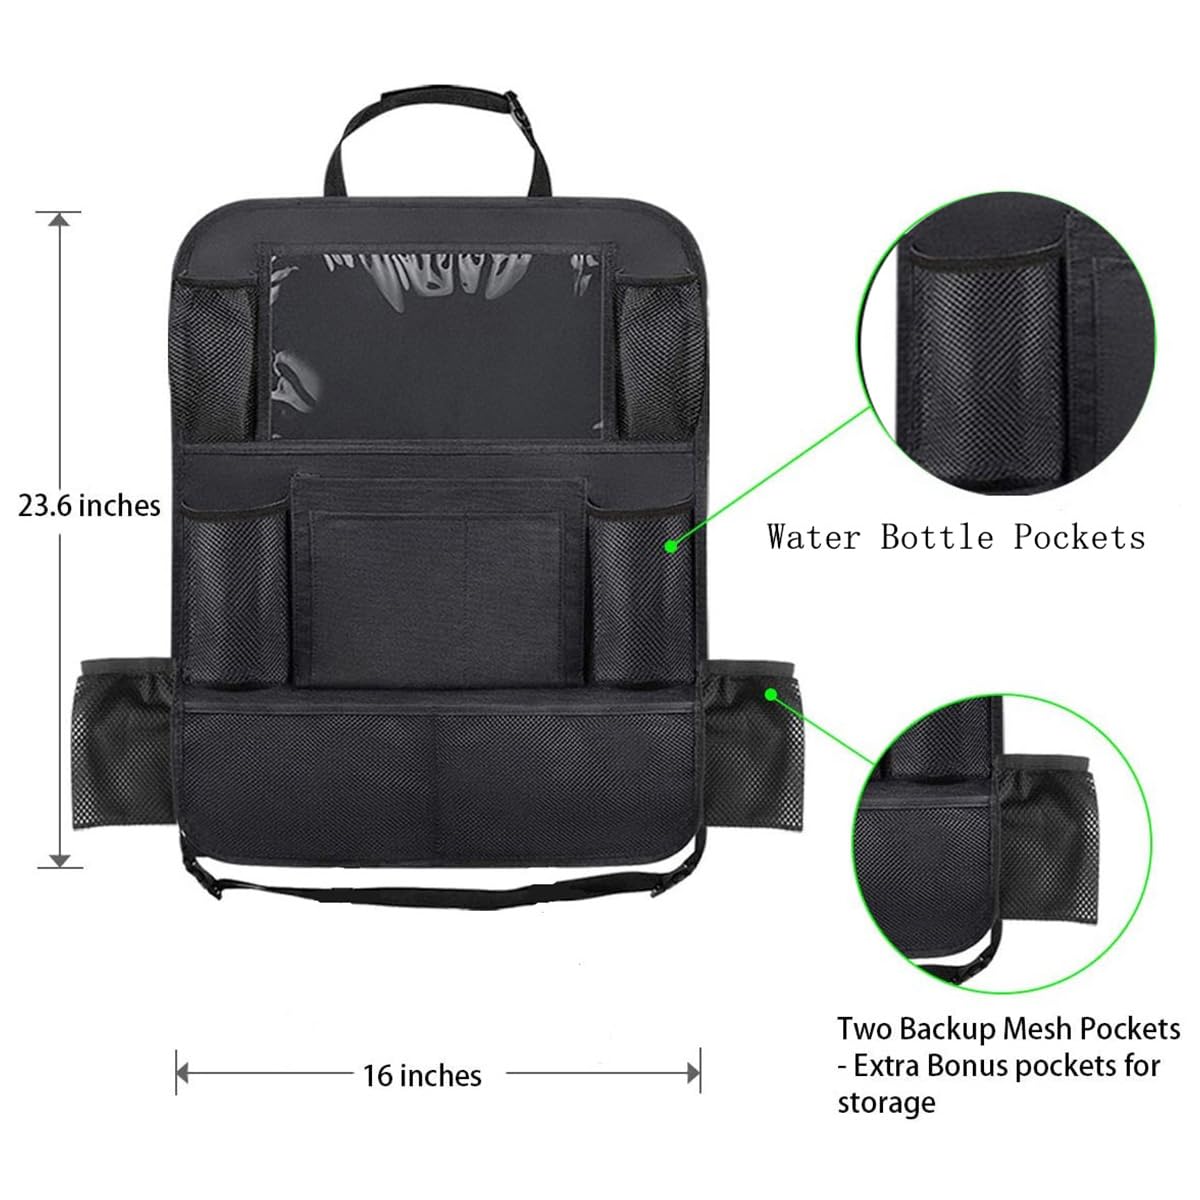 23.6 inches
Water Bottle Pockets
16 inches
Two Backup Mesh Pockets
- Extra Bonus pockets for
storage